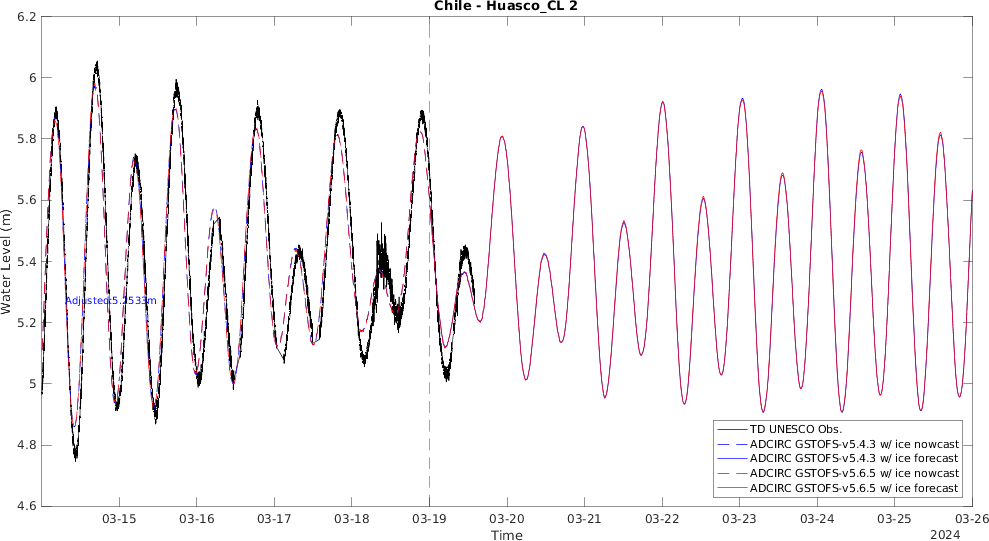 Chile - Huasco_CL 2
Water Level (m)
6.2
6
5.8
5.6
5.4
5.2
5
4.8
4.6
Adjusted:5.2533m
TD UNESCO Obs.
ADCIRC GSTOFS-v5.4.3 w/ ice nowcast
ADCIRC GSTOFS-v5.4.3 w/ ice forecast
ADCIRC GSTOFS-v5.6.5 w/ ice nowcast
ADCIRC GSTOFS-v5.6.5 w/ ice forecast
03-15 03-16 03-17 03-18 03-19 03-20 03-21 03-22 03-23 03-24 03-25 03-26
Time
2024